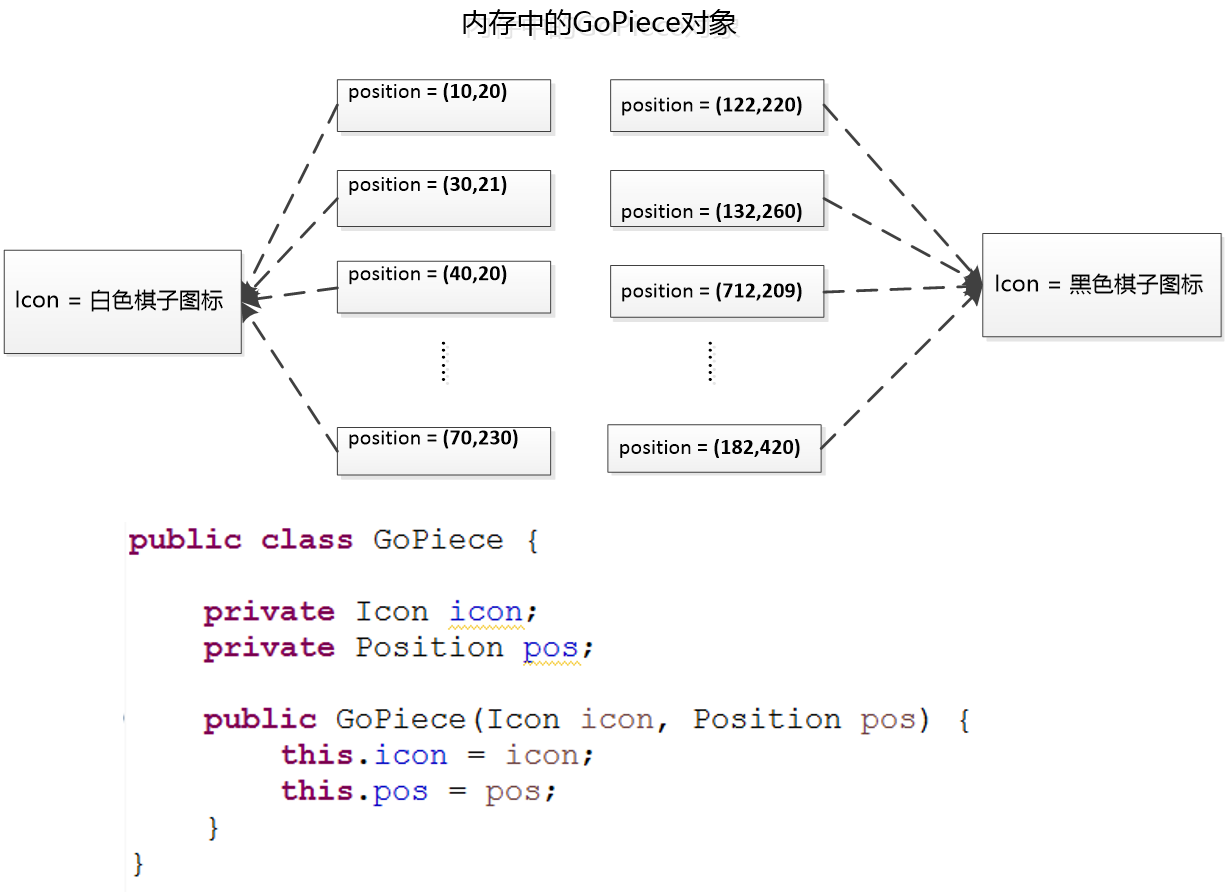 内存中的GoPiece对象
position = (10,20)
position = (122,220)
position = (30,21)
position = (132,260)
position = (40,20)
position = (712,209)
Icon = 白色棋子图标
Icon = 黑色棋子图标
position = (70,230)
position = (182,420)
public class GoPiece {
private Icon icon;
private Position pos;
public GoPiece(Icon icon, Position pos) {
this.icon = icon;
this.pos = pos;
}
}